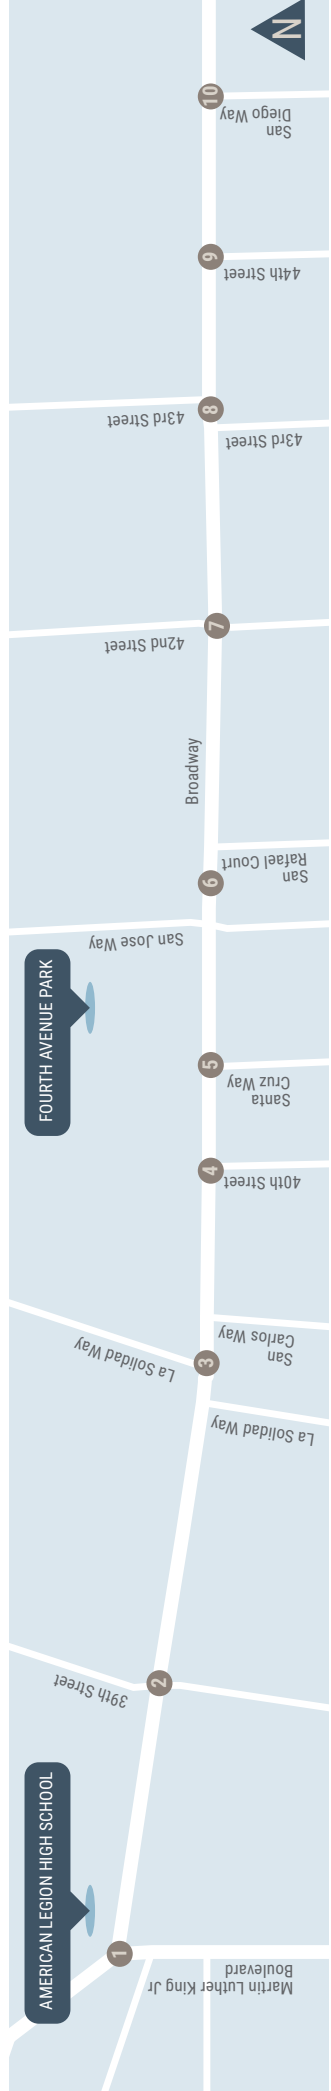 N
10
San
Diego Way
9
44th Street
43rd Street
8
43rd Street
42nd Street
7
Broadway
San
Rafael Court
6
San Jose Way
FOURTH AVENUE PARK
5
Santa
Cruz Way
4
40th Street
La Solidad Way
San
Carlos Way
3
La Solidad Way
39th Street
2
AMERICAN LEGION HIGH SCHOOL
1
Martin Luther King Jr
Boulevard